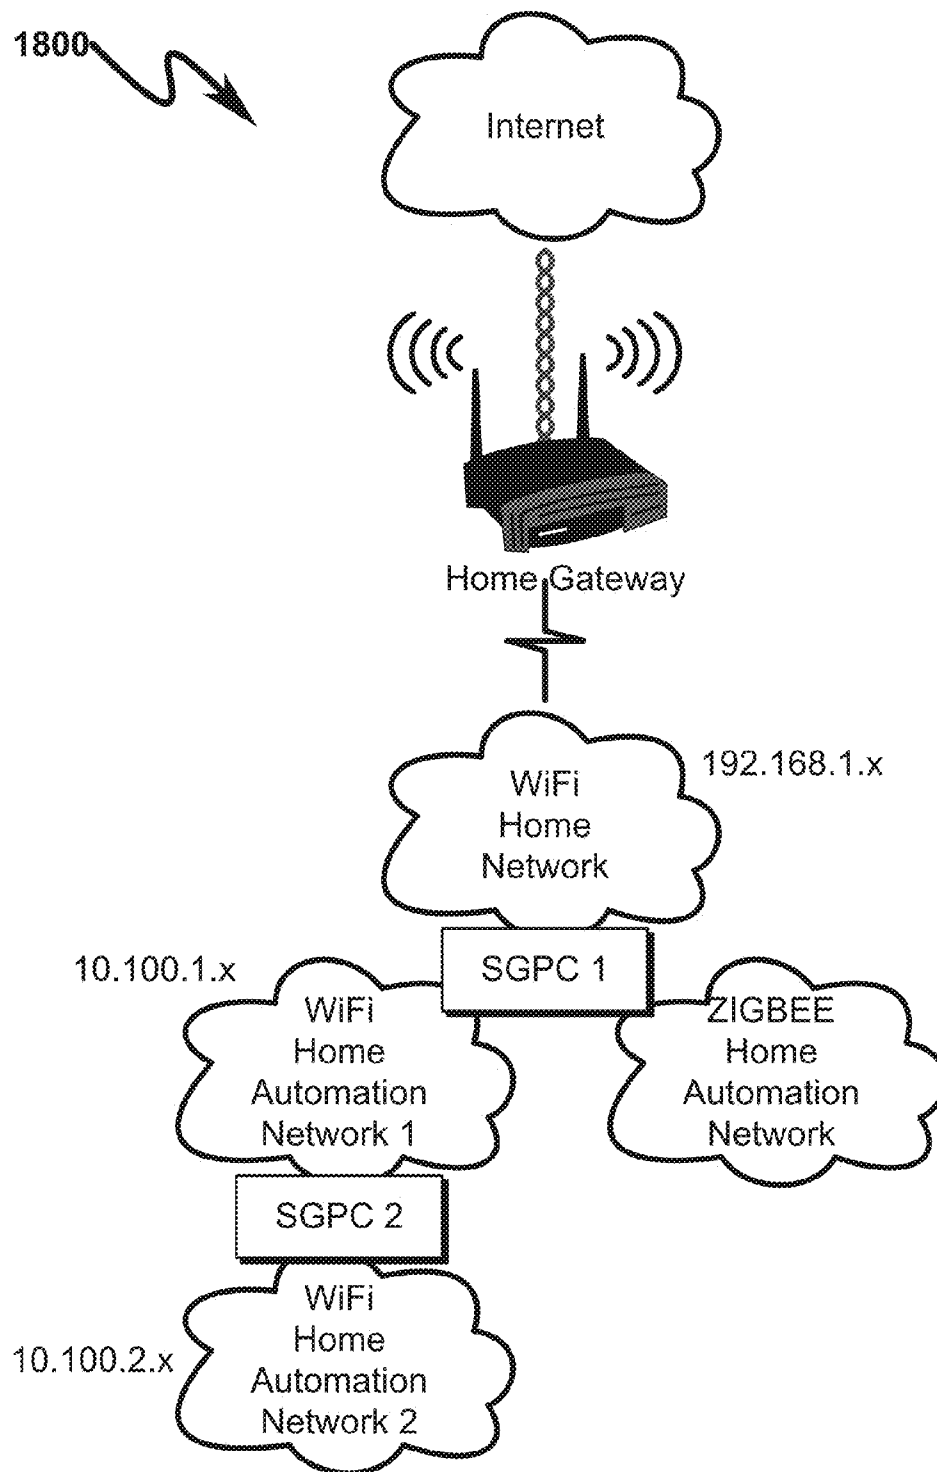 1800
Internet
Home Gateway
192.168.1.x
WiFi
Home
Network
SGPC 1
10.100.1.x
WiFi
Home
Automation
Network 1
ZIGBEE
Home
Automation
Network
SGPC 2
10.100.2.x
WiFi
Home
Automation
Network 2